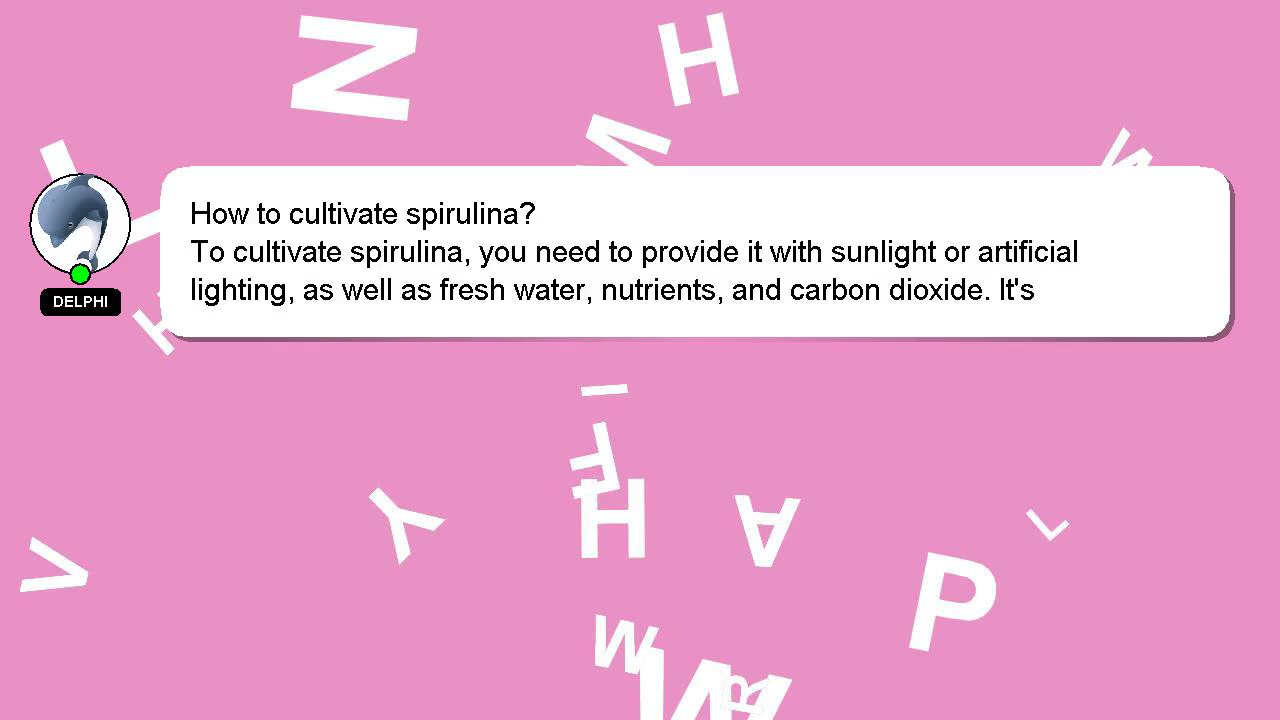 How to cultivate spirulina?
To cultivate spirulina, you need to provide it with sunlight or artificial
lighting, as well as fresh water, nutrients, and carbon dioxide. It's
DELPHI
N
H
W
H
I
F
H
Y
A
L
V
P
W
W
R